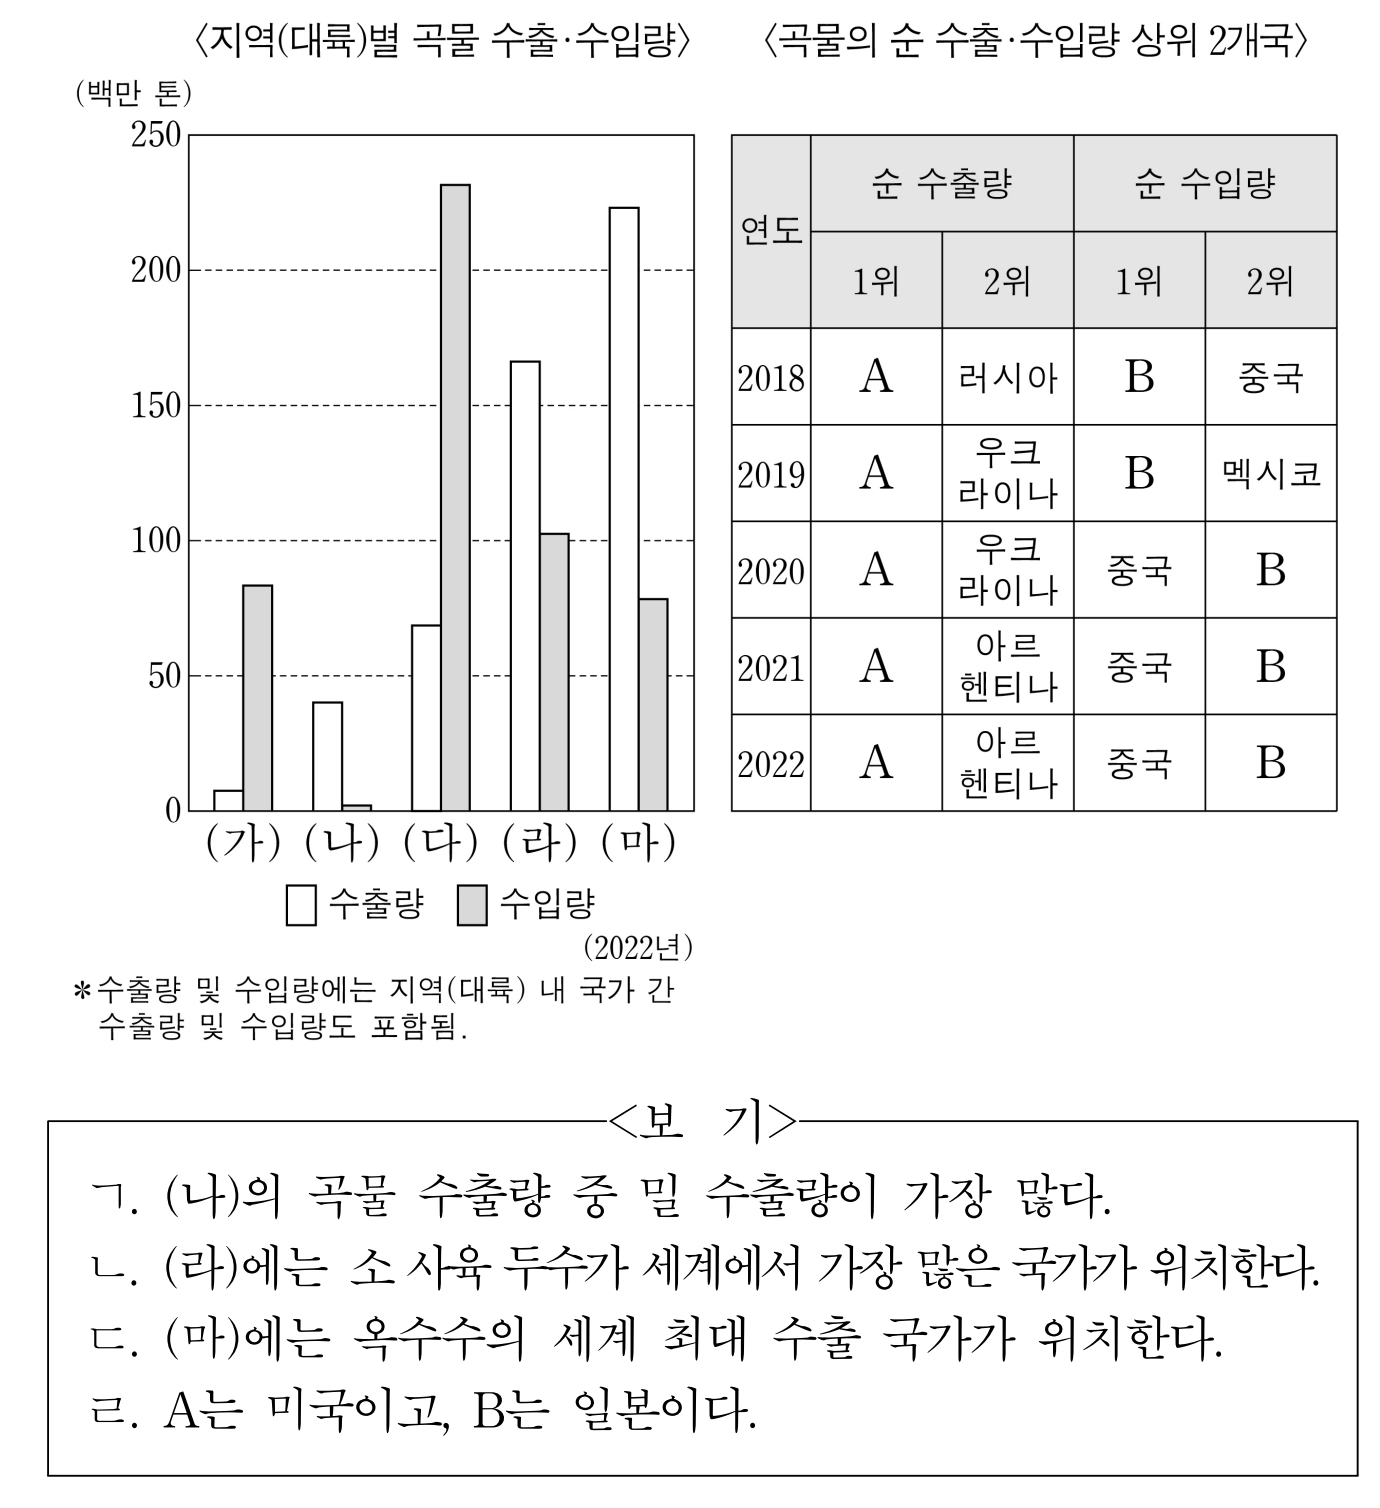 〈지역(대륙)별 곡물 수출·수입량〉
(백만 톤)
250
200
150
100
50
0
(가) (나) (다) (라) (마)
수출량 수입량
(2022년)
*수출량 및 수입량에는 지역(대륙) 내 국가 간
수출량 및 수입량도 포함됨.
〈곡물의 순 수출·수입량 상위 2개국〉
연도 순 수출량 순 수입량
1위 2위 1위 2위
2018 A 러시아 B 중국
2019 A 우크라이나 B 멕시코
2020 A 우크라이나 중국 B
2021 A 아르헨티나 중국 B
2022 A 아르헨티나 중국 B
<보 기>
ㄱ. (나)의 곡물 수출량 중 밀 수출량이 가장 많다.
ㄴ. (라)에는 소 사육 두수가 세계에서 가장 많은 국가가 위치한다.
ㄷ. (마)에는 옥수수의 세계 최대 수출 국가가 위치한다.
ㄹ. A는 미국이고, B는 일본이다.